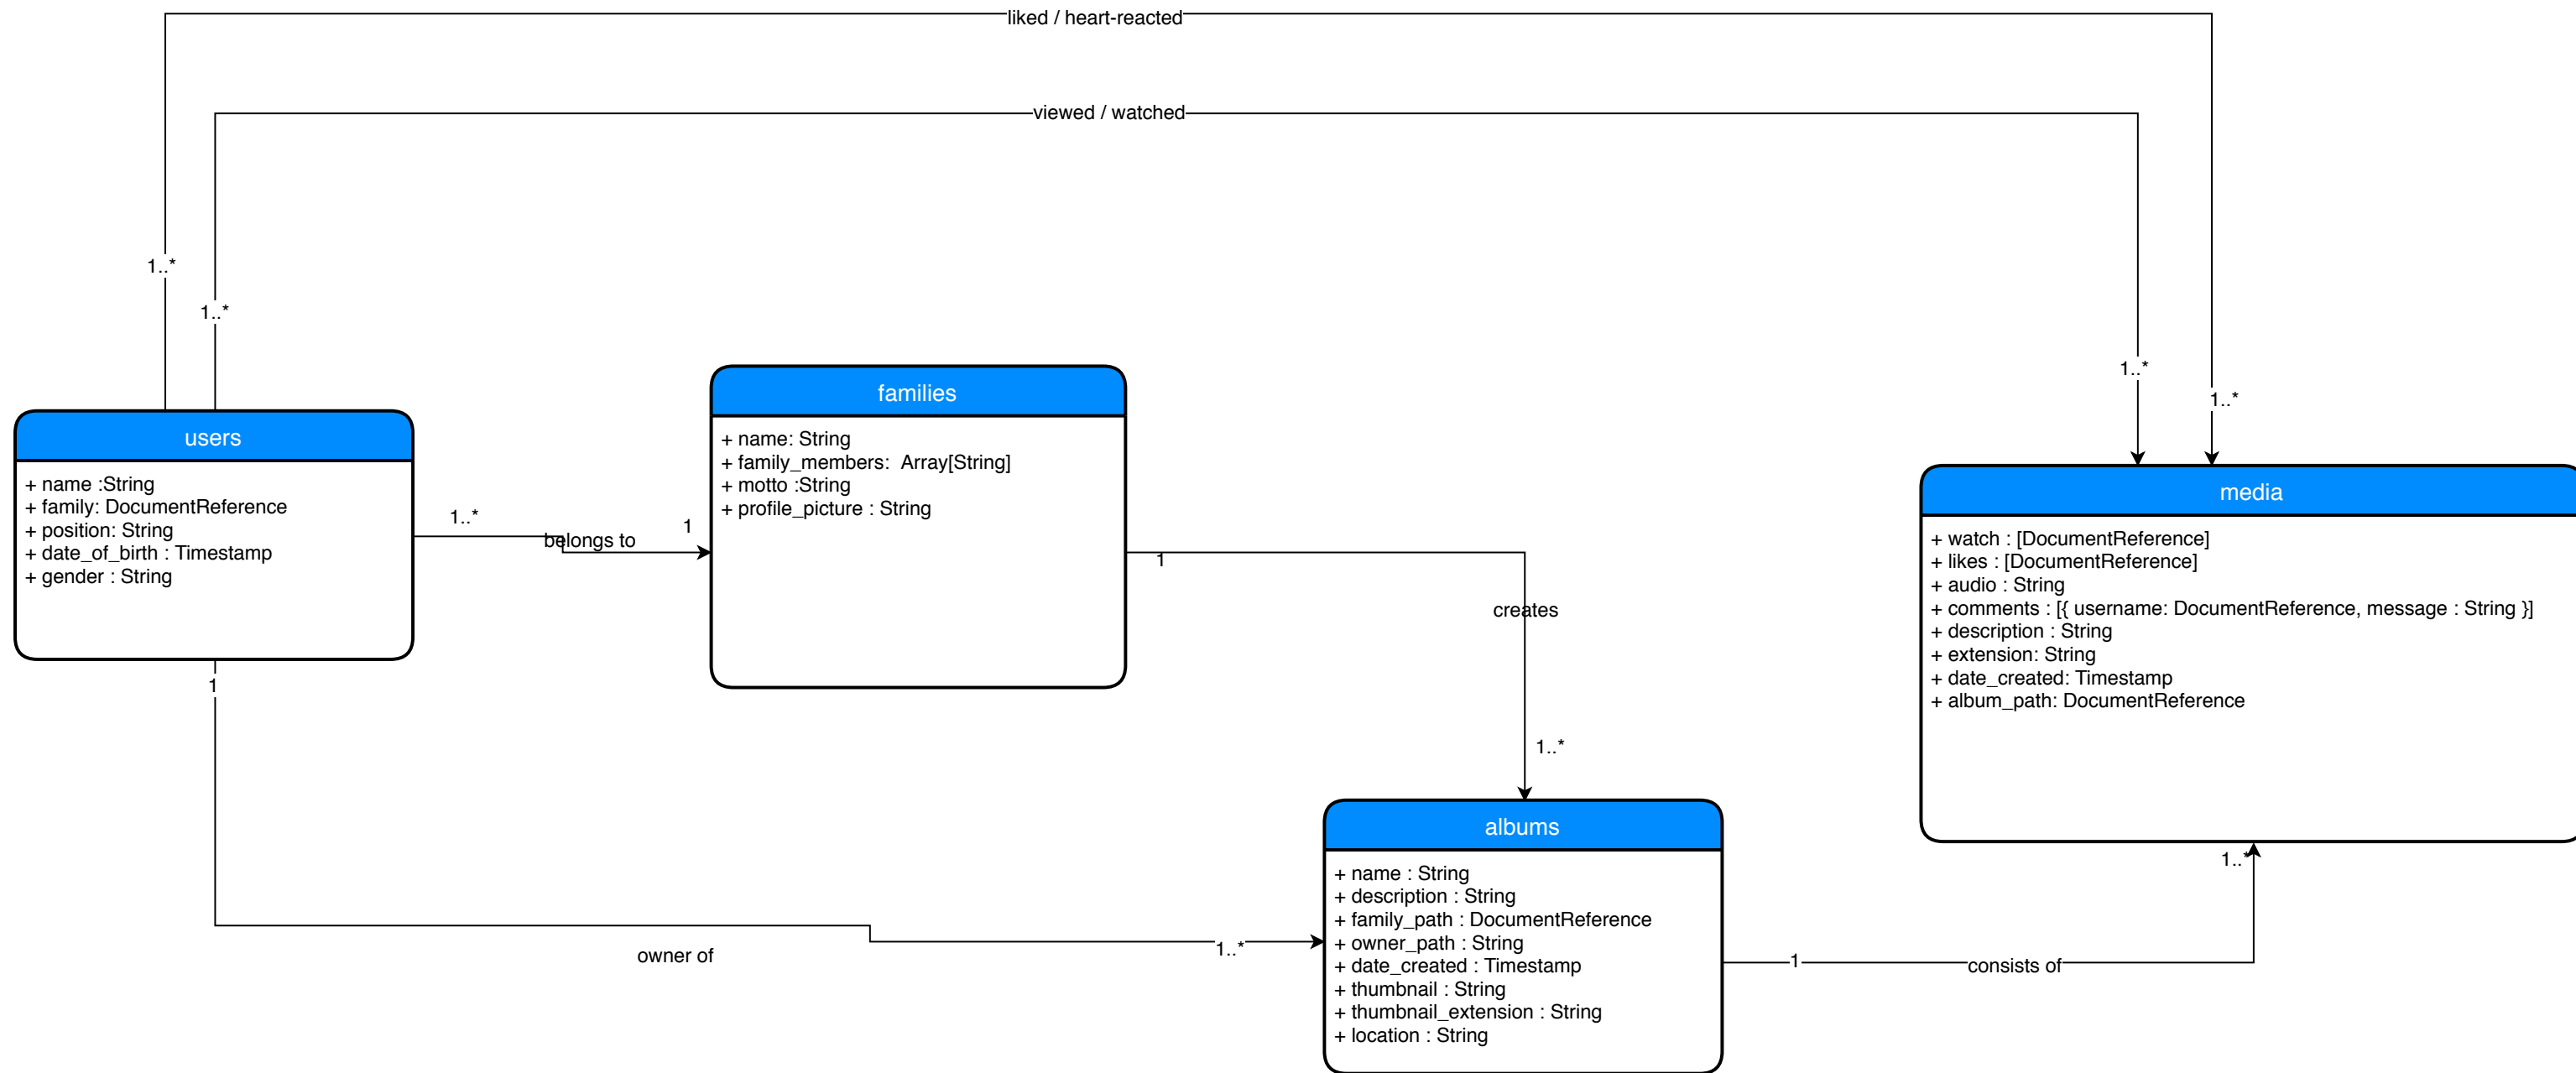 liked / heart-reacted
viewed / watched
1..*
1..*
1..*
1..*
users
+ name :String
+ family: DocumentReference
+ position: String
+ date_of_birth : Timestamp
+ gender : String
1..*
belongs to
1
families
+ name: String
+ family_members:  Array[String]
+ motto :String
+ profile_picture : String
1
creates
1..*
media
+ watch : [DocumentReference]
+ likes : [DocumentReference]
+ audio : String
+ comments : [{ username: DocumentReference, message : String }]
+ description : String
+ extension: String
+ date_created: Timestamp
+ album_path: DocumentReference
1..*
1
owner of
1..*
albums
+ name : String
+ description : String
+ family_path : DocumentReference
+ owner_path : String
+ date_created : Timestamp
+ thumbnail : String
+ thumbnail_extension : String
+ location : String
1
consists of